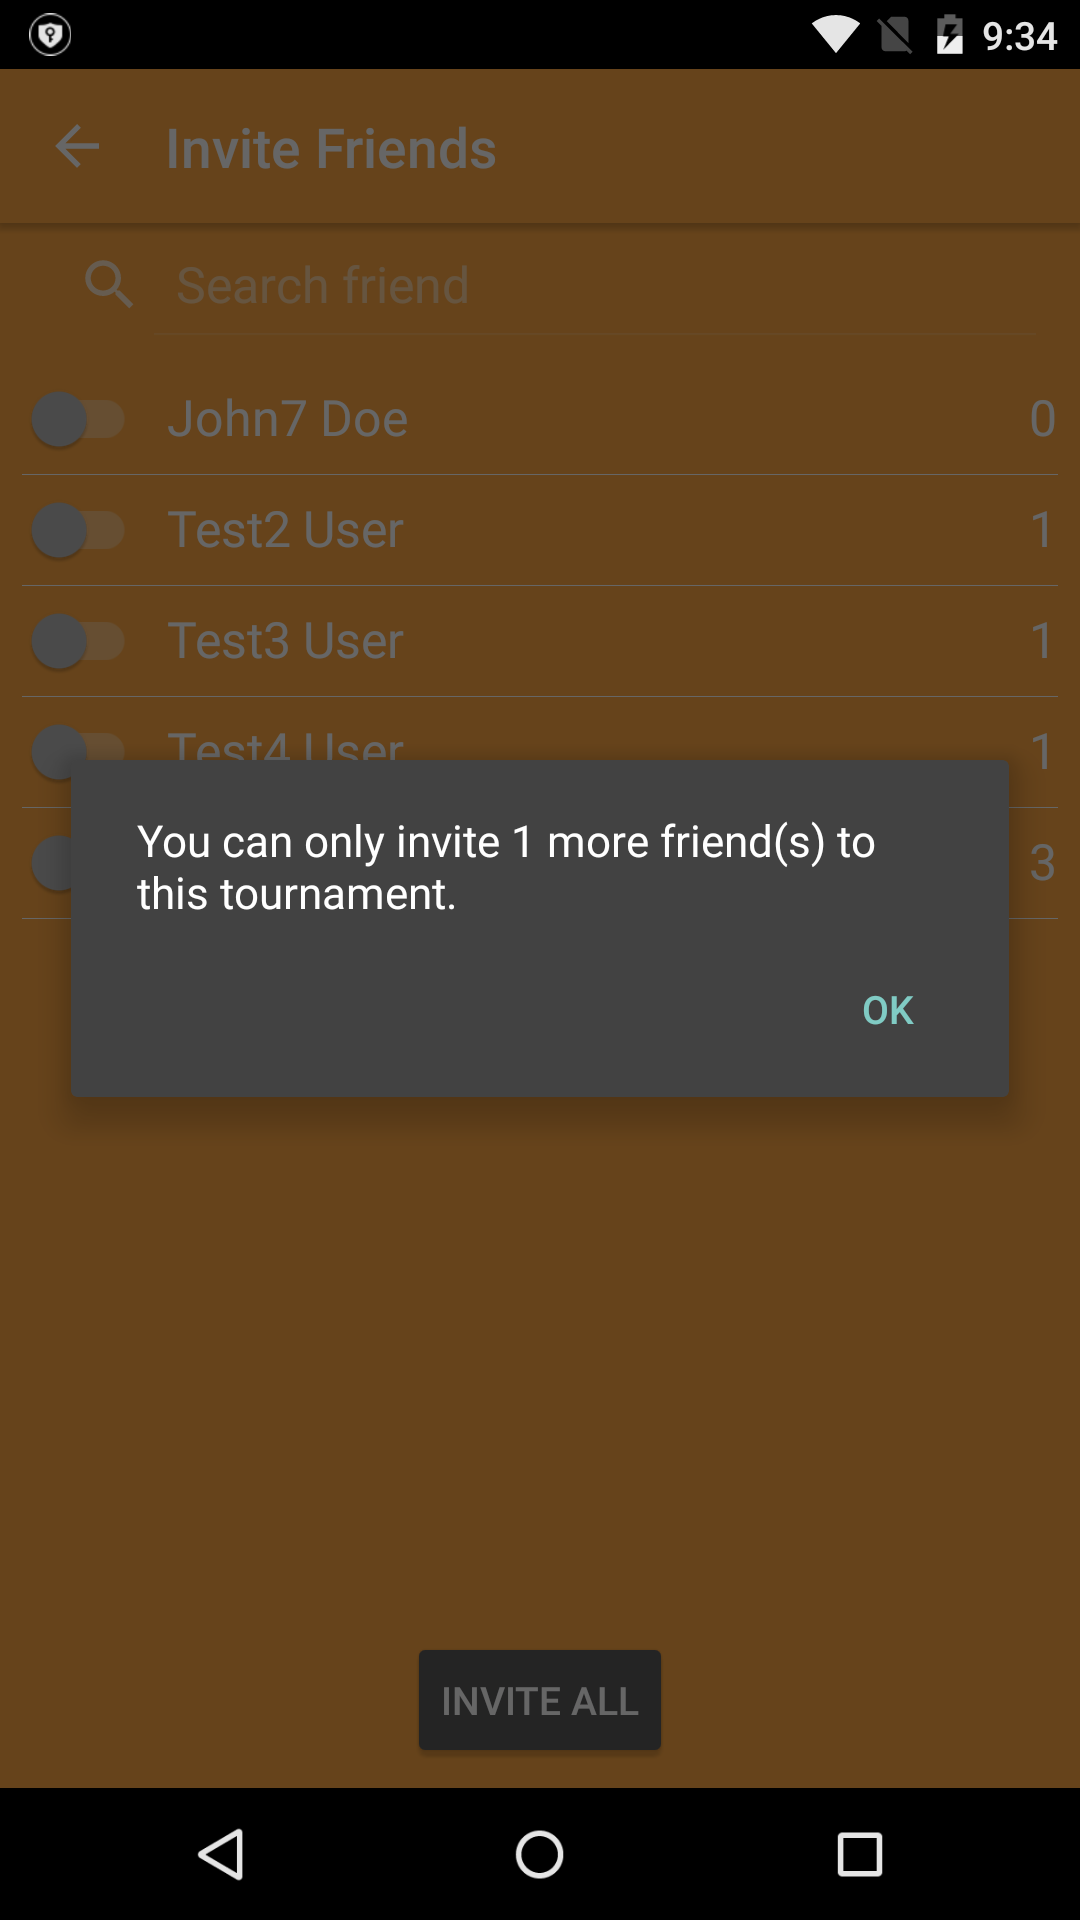 9:34
Invite Friends
Search friend
John7 Doe 0
Test2 User 1
Test3 User 1
Test4 User 1
3
You can only invite 1 more friend(s) to
this tournament.
OK
INVITE ALL